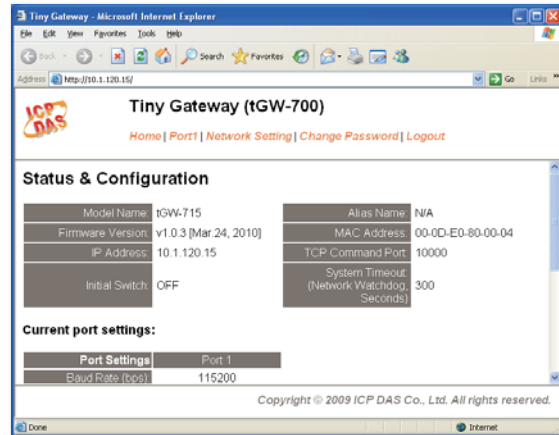 Tiny Gateway - Microsoft Internet Explorer
File Edit View Favorites Tools Help
Back Search Favorites
Address http://10.1.120.15/ Go Links »
ICP DAS
Tiny Gateway (tGW-700)
Home | Port1 | Network Setting | Change Password | Logout
Status & Configuration
Model Name: tGW-715 Alias Name: N/A
Firmware Version: v1.0.3 [Mar.24, 2010] MAC Address: 00-0D-E0-80-00-04
IP Address: 10.1.120.15 TCP Command Port: 10000
Initial Switch: OFF System Timeout (Network Watchdog, Seconds) 300
Current port settings:
Port Settings Port 1
Baud Rate (bps): 115200
Copyright © 2009 ICP DAS Co., Ltd. All rights reserved.
Done Internet